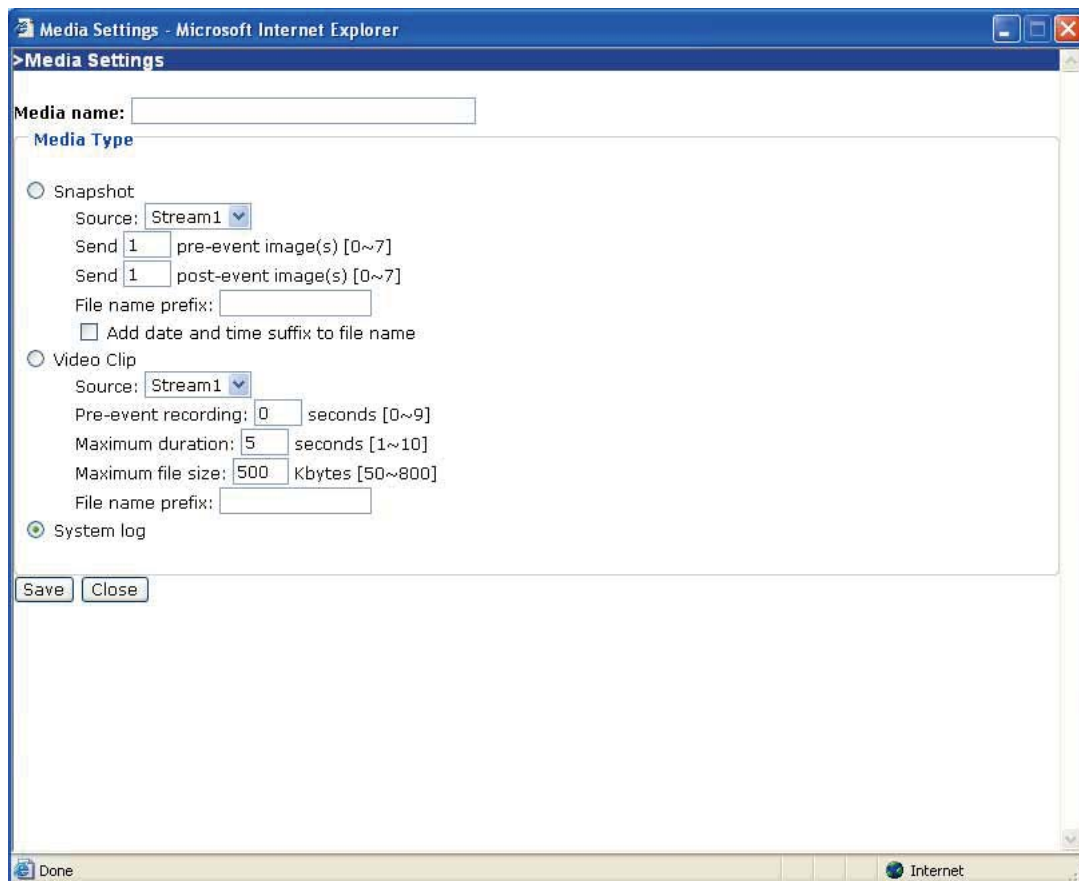 Media Settings - Microsoft Internet Explorer
>Media Settings
Media name:
Media Type
Snapshot
Source: Stream1
Send 1 pre-event image(s) [0~7]
Send 1 post-event image(s) [0~7]
File name prefix:
Add date and time suffix to file name
Video Clip
Source: Stream1
Pre-event recording: 0 seconds [0~9]
Maximum duration: 5 seconds [1~10]
Maximum file size: 500 Kbytes [50~800]
File name prefix:
System log
Save Close
Done Internet